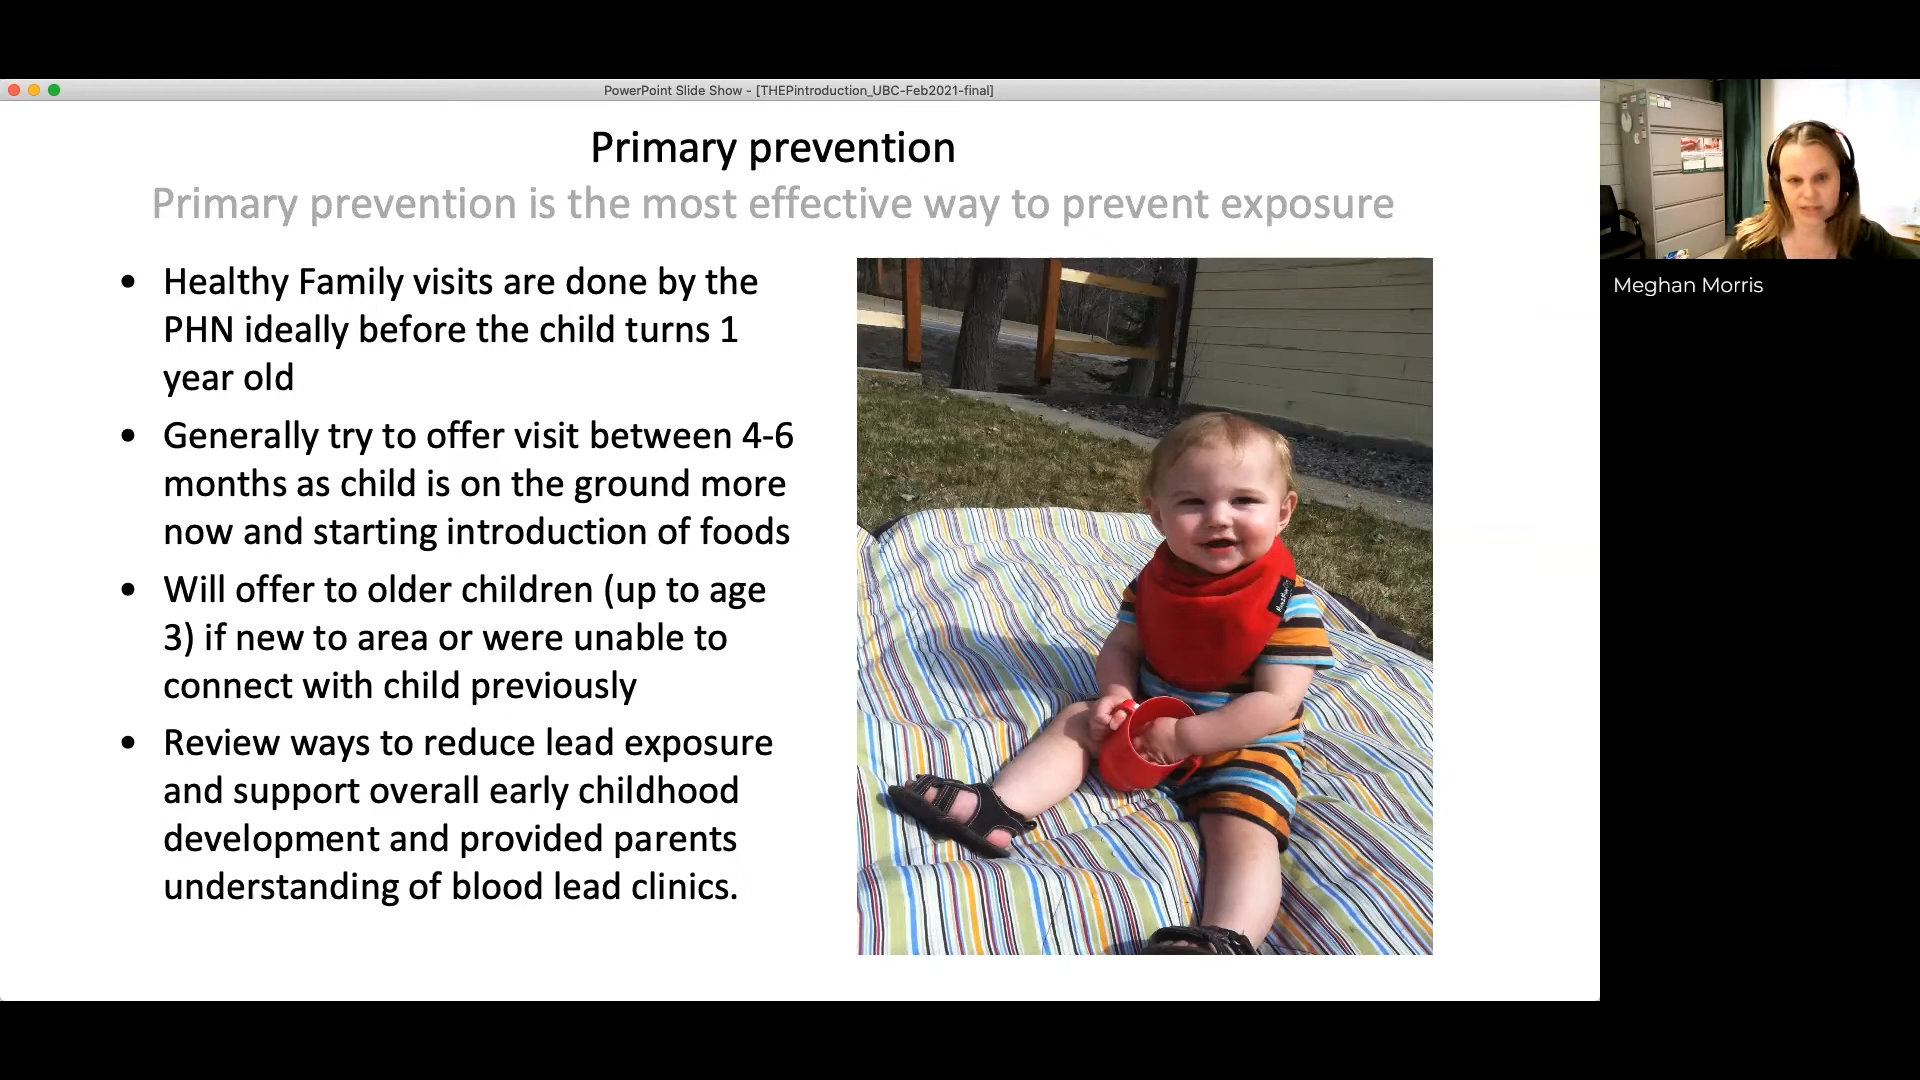 PowerPoint Slide Show - [THEPintroduction_UBC-Feb2021-final]
Primary prevention
Primary prevention is the most effective way to prevent exposure
• Healthy Family visits are done by the
PHN ideally before the child turns 1
year old
• Generally try to offer visit between 4-6
months as child is on the ground more
now and starting introduction of foods
• Will offer to older children (up to age
3) if new to area or were unable to
connect with child previously
• Review ways to reduce lead exposure
and support overall early childhood
development and provided parents
understanding of blood lead clinics.
Meghan Morris